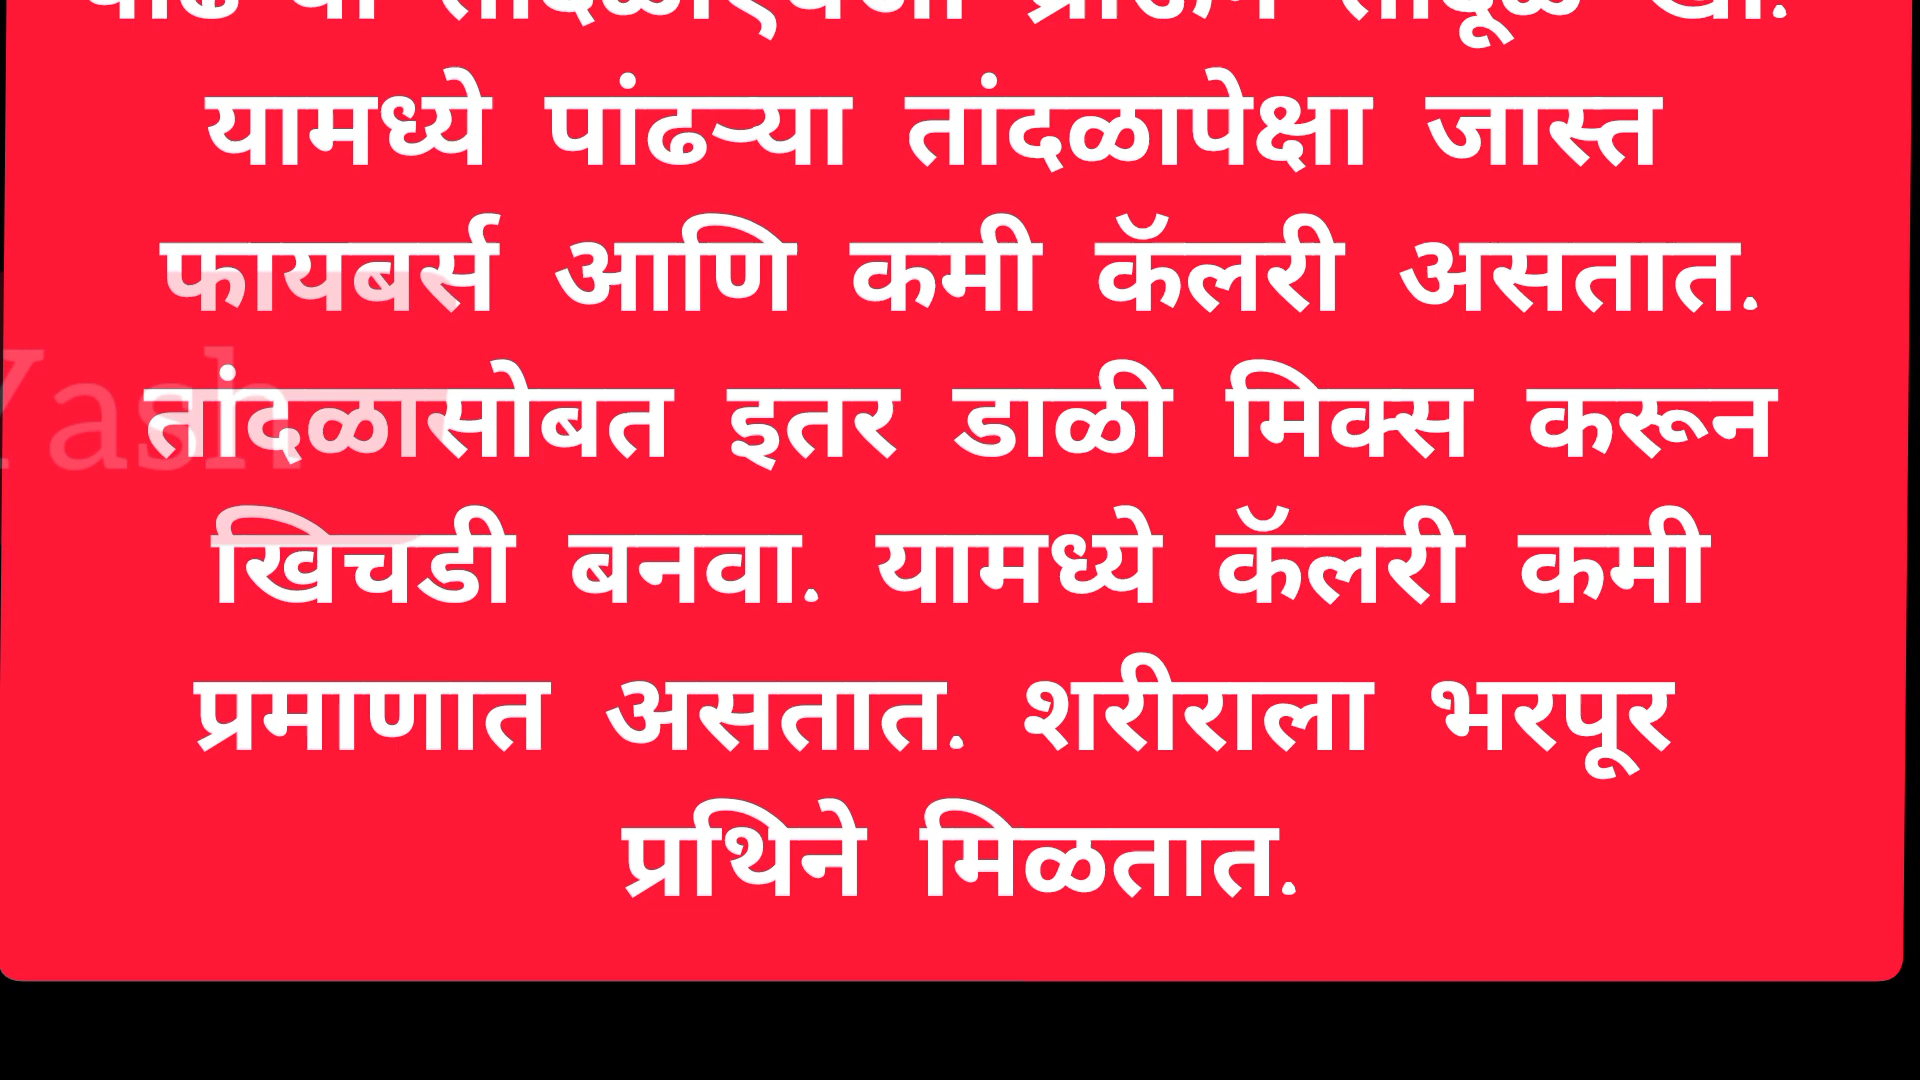 तांदूळ खा.
यामध्ये पांढऱ्या तांदळापेक्षा जास्त
फायबर्स आणि कमी कॅलरी असतात.
तांदळासोबत इतर डाळी मिक्स करून
Yash
खिचडी बनवा. यामध्ये कॅलरी कमी
प्रमाणात असतात. शरीराला भरपूर
प्रथिने मिळतात.